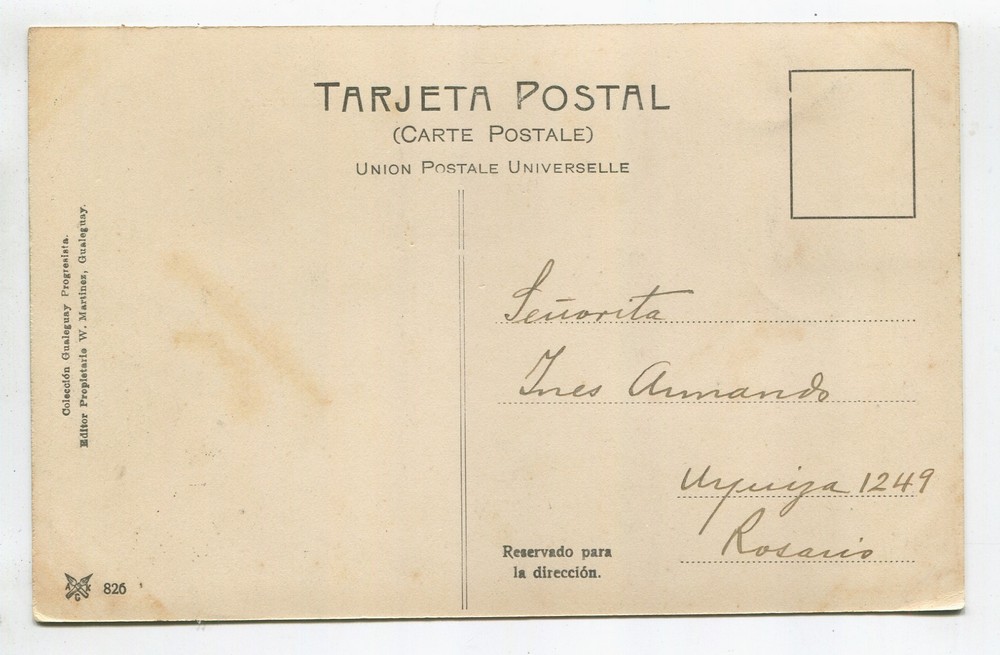 TARJETA POSTAL
(CARTE POSTALE)
UNION POSTALE UNIVERSELLE
Colección Gualeguay Progresista.
Editor Propietario W. Martinez, Gualeguay.
Señorita
Ines Armando
Urquiza 1249
Rosario
Reservado para
la dirección.
826